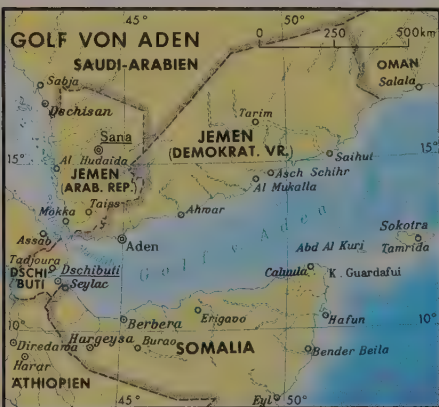 50°
GOLF VON ADEN
0 500km
SAUDI-ARABIEN
OMAN
Sabja
Salala
Dschisan
Tarim
Sana
JEMEN
(DEMOKRAT. VR.)
15°
Saihut
15°
Al Hudaida
JEMEN
(ARAB. REP.)
Asch Schihr
Al Mukalla
Taiss
Mokka
Ahwar
Sokotra
Assab
Aden
Abd Al Kuri
Tamrida
Tadjoura
Golf v. Aden
DSCHI
BUTI
Dschibuti
Caluula
K. Guardafui
Seylac
Erigavo
Hafun
10°
Berbera
10°
Diredaua
Hargeysa
Burao
SOMALIA
Bender Beila
Harar
ÄTHIOPIEN
45°
Eyl
50°